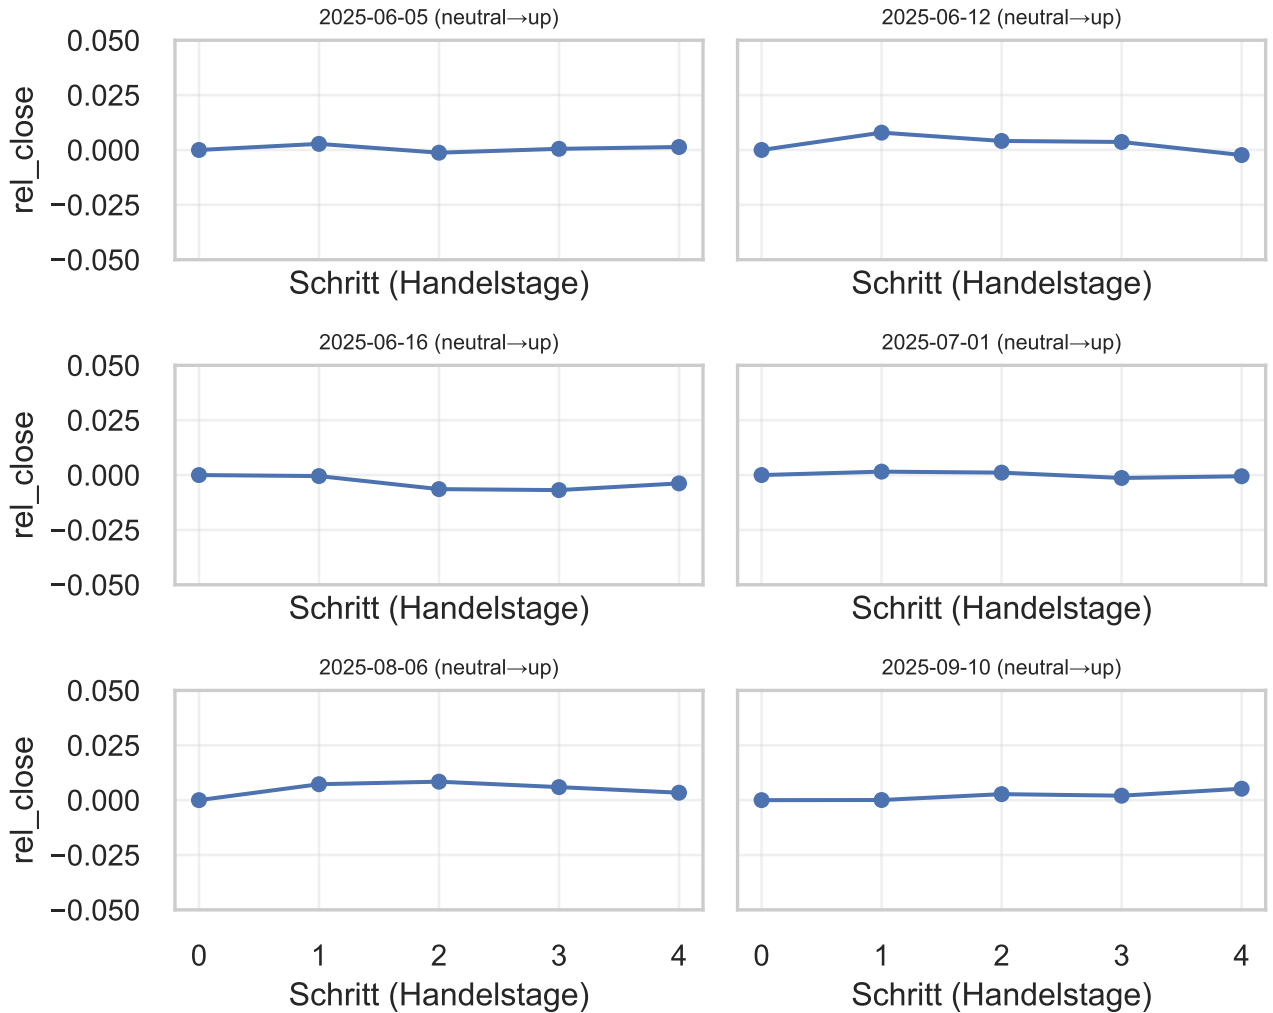 2025-06-05 (neutral→up)
2025-06-12 (neutral→up)
0.050
0.025
0.000
−0.025
−0.050
rel_close
Schritt (Handelstage)
Schritt (Handelstage)
2025-06-16 (neutral→up)
2025-07-01 (neutral→up)
0.050
0.025
0.000
−0.025
−0.050
rel_close
Schritt (Handelstage)
Schritt (Handelstage)
2025-08-06 (neutral→up)
2025-09-10 (neutral→up)
0.050
0.025
0.000
−0.025
−0.050
rel_close
0 1 2 3 4
0 1 2 3 4
Schritt (Handelstage)
Schritt (Handelstage)